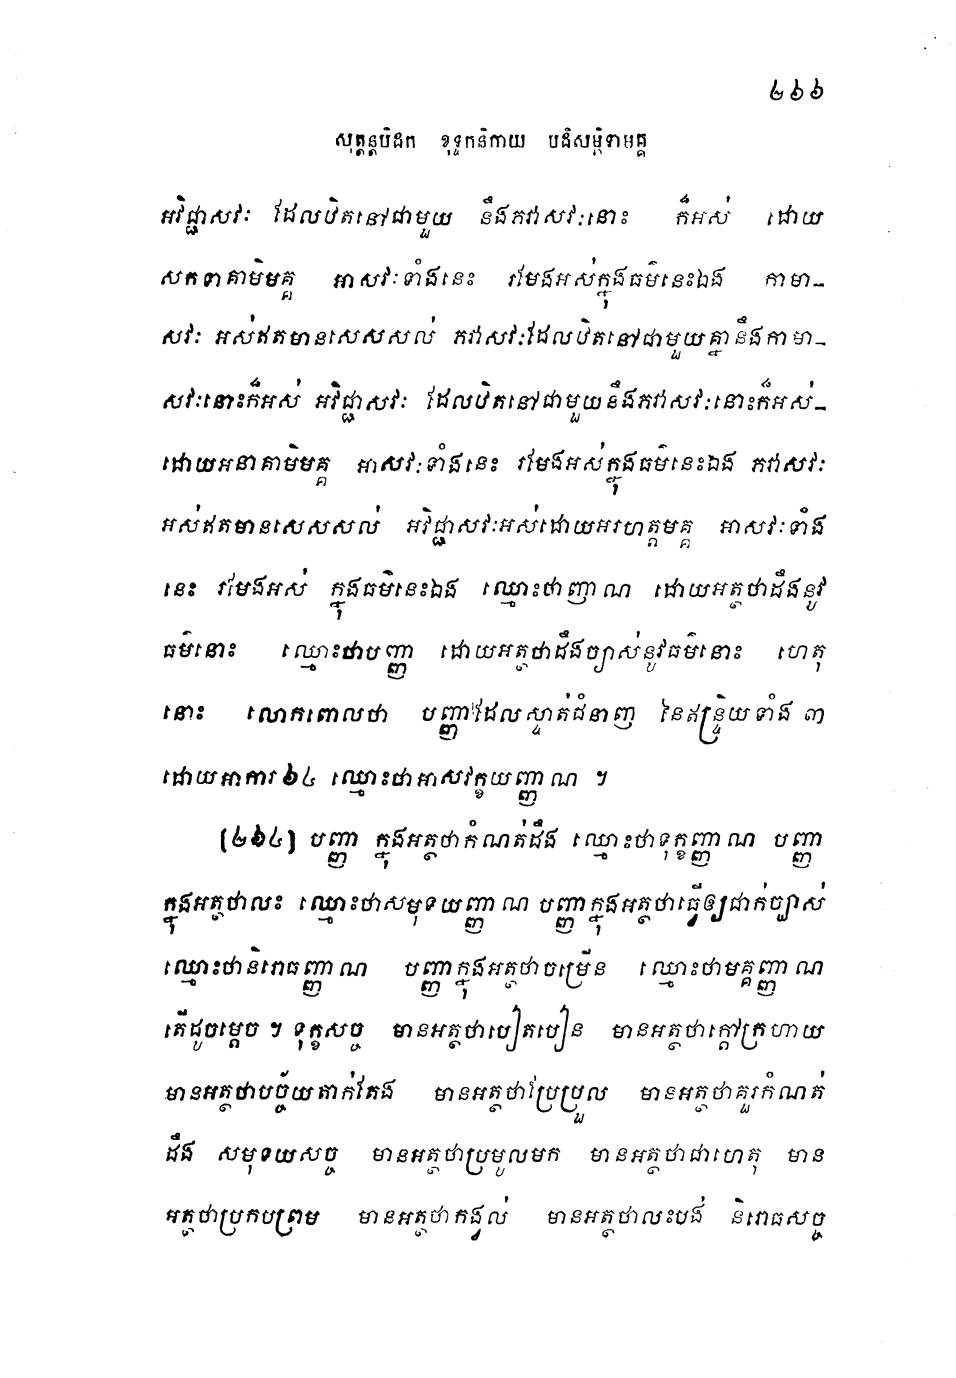 ២៦៦
សុត្តន្តបិដក ខុទ្ទកនិកាយ បដិសម្ភិទាមគ្គ
អវិជ្ជាសវៈ ដែលឋិតនៅជាមួយ នឹងភវាសវៈនោះ ក៏អស់ ដោយ
សកទាគាមិមគ្គ អាសវៈទាំងនេះ រមែងអស់ក្នុងធម៌នេះឯង កាមា-
សវៈ អស់ឥតមានសេសសល់ ភវាសវៈដែលឋិតនៅជាមួយគ្នានឹងកាមា-
សវៈនោះក៏អស់ អវិជ្ជាសវៈ ដែលឋិតនៅជាមួយនឹងភវាសវៈនោះក៏អស់-
ដោយអនាគាមិមគ្គ អាសវៈទាំងនេះ រមែងអស់ក្នុងធម៌នេះឯង ភវាសវៈ
អស់ឥតមានសេសសល់ អវិជ្ជាសវៈអស់ដោយអរហត្តមគ្គ អាសវៈទាំង
នេះ រមែងអស់ ក្នុងធម៌នេះឯង ឈ្មោះថាញាណ ដោយអត្ថថាដឹងនូវ
ធម៌នោះ ឈ្មោះថាបញ្ញា ដោយអត្ថថាដឹងច្បាស់នូវធម៌នោះ ហេតុ
នោះ លោកពោលថា បញ្ញាដែលស្ទាត់ជំនាញ នៃឥន្ទ្រិយទាំង ៣
ដោយអាការ ៦៤ ឈ្មោះថាអាសវក្ខយញ្ញាណ ។
(២៦៤) បញ្ញា ក្នុងអត្ថថាកំណត់ដឹង ឈ្មោះថាទុក្ខញ្ញាណ បញ្ញា
ក្នុងអត្ថថាលះ ឈ្មោះថាសមុទយញ្ញាណ បញ្ញាក្នុងអត្ថថាធ្វើឲ្យជាក់ច្បាស់
ឈ្មោះថានិរោធញ្ញាណ បញ្ញាក្នុងអត្ថថាចម្រើន ឈ្មោះថាមគ្គញ្ញាណ
តើដូចម្តេច ។ ទុក្ខសច្ច មានអត្ថថាបៀតបៀន មានអត្ថថាក្តៅក្រហាយ
មានអត្ថថាបច្ច័យតាក់តែង មានអត្ថថាប្រែប្រួល មានអត្ថថាគួរកំណត់
ដឹង សមុទយសច្ច មានអត្ថថាប្រមូលមក មានអត្ថថាជាហេតុ មាន
អត្ថថាប្រកបព្រម មានអត្ថថាកង្វល់ មានអត្ថថាលះបង់ និរោធសច្ច